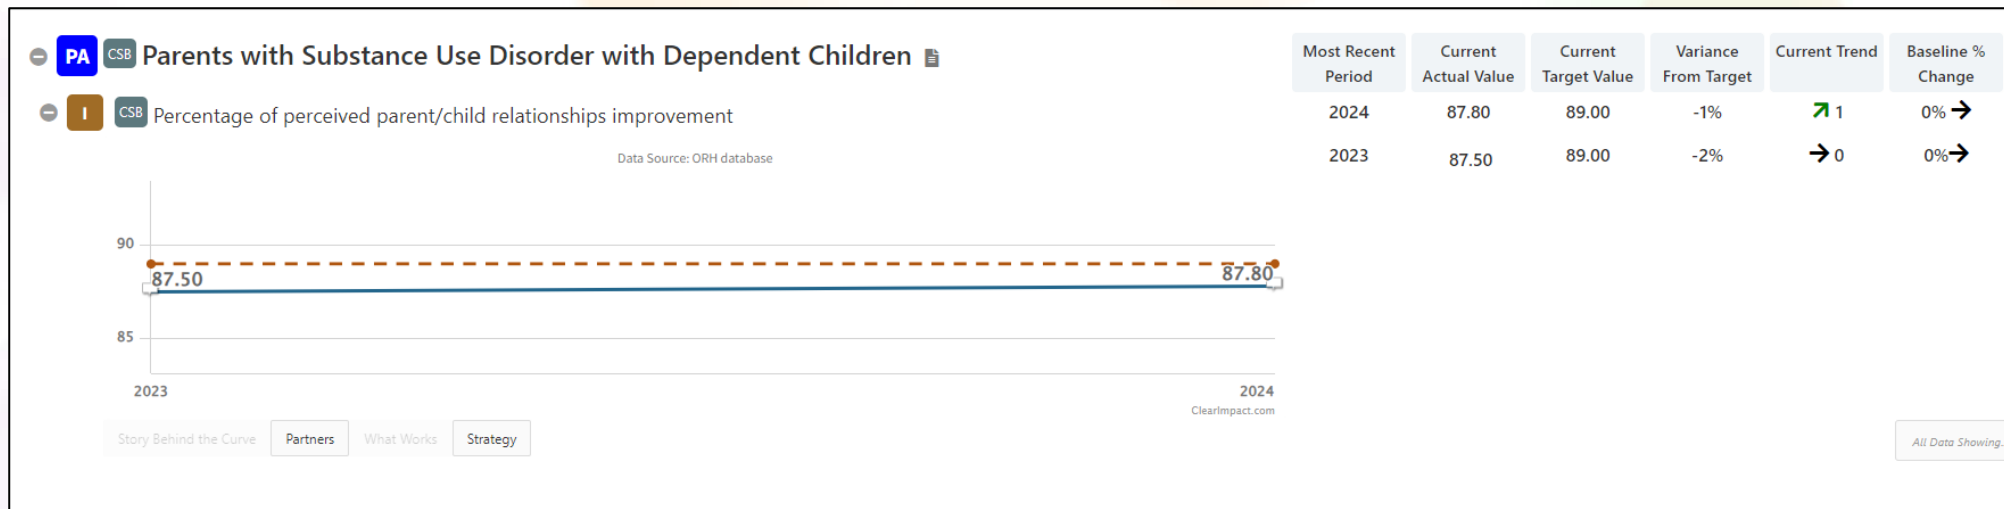 PA CSB Parents with Substance Use Disorder with Dependent Children
I CSB Percentage of perceived parent/child relationships improvement
Data Source: ORH database
Most Recent Period Current Actual Value Current Target Value Variance From Target Current Trend Baseline % Change
2024 87.80 89.00 -1% 1 0%
2023 87.50 89.00 -2% 0 0%
90
87.50 87.80
85
2023 2024
ClearImpact.com
Story Behind the Curve Partners What Works Strategy
All Data Showing.